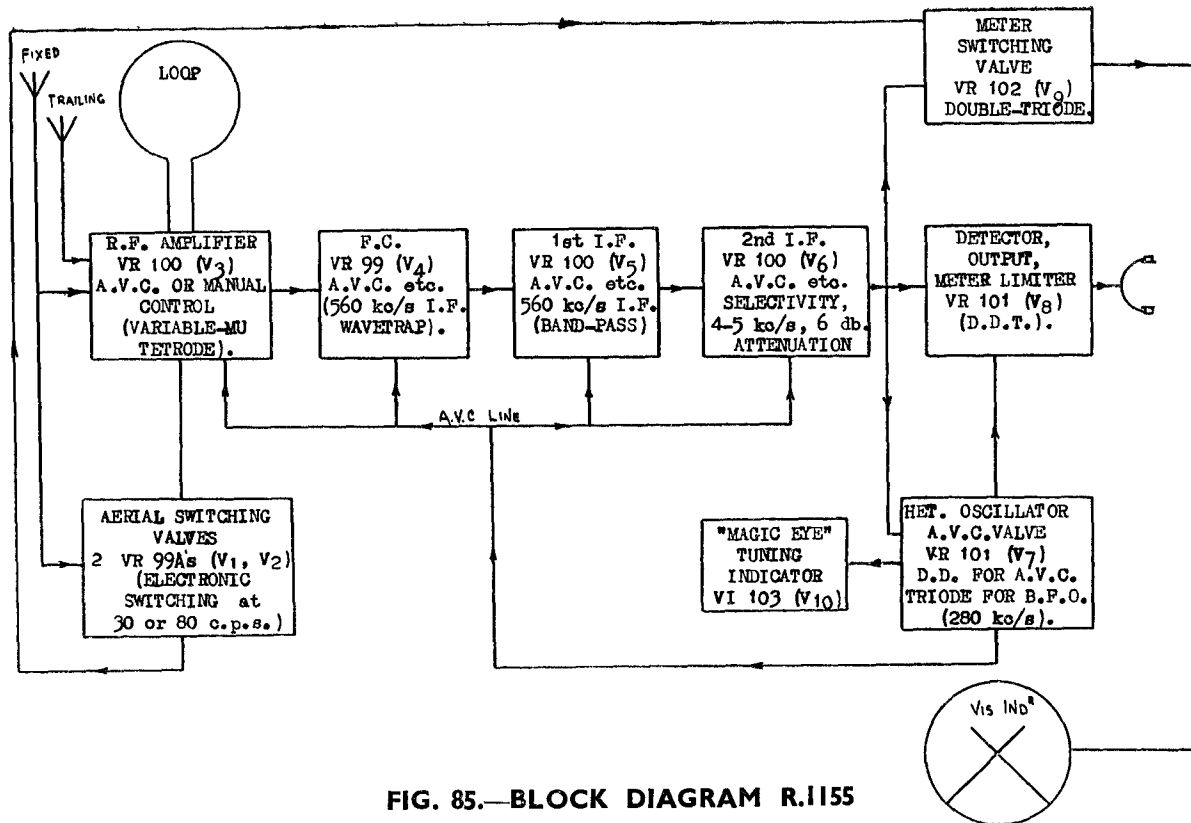 FIXED
TRAILING
LOOP
METER
SWITCHING
VALVE
VR 102 (V9)
DOUBLE-TRIODE.
R.F. AMPLIFIER
VR 100 (V3)
A.V.C. OR MANUAL
CONTROL
(VARIABLE-MU
TETRODE).
F.C.
VR 99 (V4)
A.V.C. etc.
(560 kc/s I.F.
WAVETRAP).
1st I.F.
VR 100 (V5)
A.V.C. etc.
560 kc/s I.F.
(BAND-PASS)
2nd I.F.
VR 100 (V6)
A.V.C. etc.
SELECTIVITY,
4-5 kc/s, 6 db.
ATTENUATION
DETECTOR,
OUTPUT,
METER LIMITER
VR 101 (V8)
(D.D.T.).
A.V.C LINE
AERIAL SWITCHING
VALVES
2 VR 99A's (V1, V2)
(ELECTRONIC
SWITCHING at
30 or 80 c.p.s.)
"MAGIC EYE"
TUNING
INDICATOR
VI 103 (V10)
HET. OSCILLATOR
A.V.C.VALVE
VR 101 (V7)
D.D. FOR A.V.C.
TRIODE FOR B.F.O.
(280 kc/s).
VIS INDR
FIG. 85.—BLOCK DIAGRAM R.1155